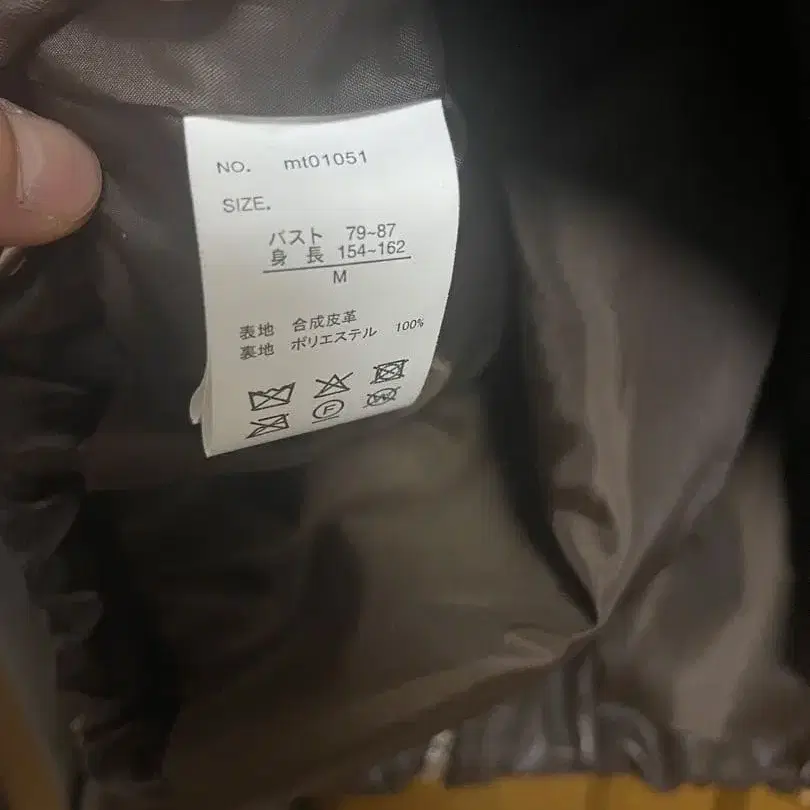 NO. mt01051
SIZE.
バスト 79~87
身 長 154~162
M
表地 合成皮革
裏地 ポリエステル 100%
F
W